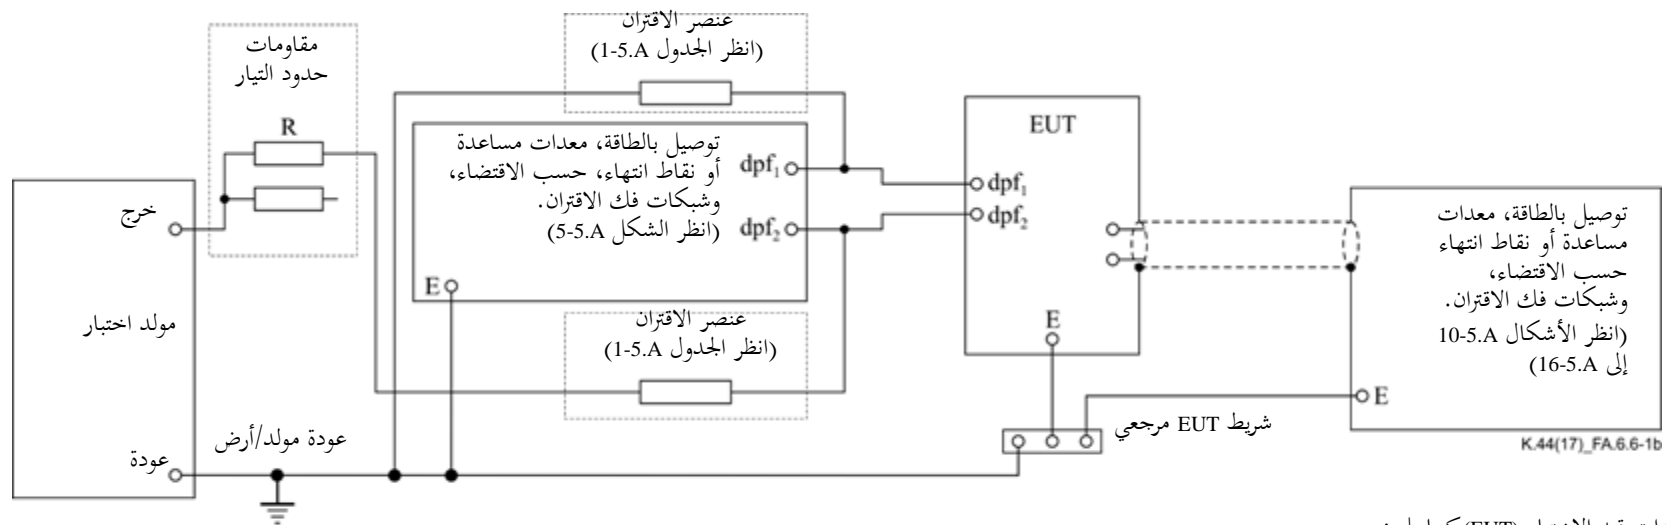 عنصر الاقتران
(انظر الجدول 1-5.A)
مقاومات
حدود التيار
R
توصيل بالطاقة، معدات مساعدة
أو نقاط انتهاء، حسب الاقتضاء،
وشبكات فك الاقتران.
(انظر الشكل 5-5.A)
dpf₁
dpf₂
E
EUT
dpf₁
dpf₂
E
خرج
مولد اختبار
عودة
عودة مولد/أرض
عنصر الاقتران
(انظر الجدول 1-5.A)
توصيل بالطاقة، معدات
مساعدة أو نقاط انتهاء
حسب الاقتضاء،
وشبكات فك الاقتران.
(انظر الأشكال 10-5.A
إلى 16-5.A)
E
شريط EUT مرجعي
K.44(17)_FA.6.6-1b